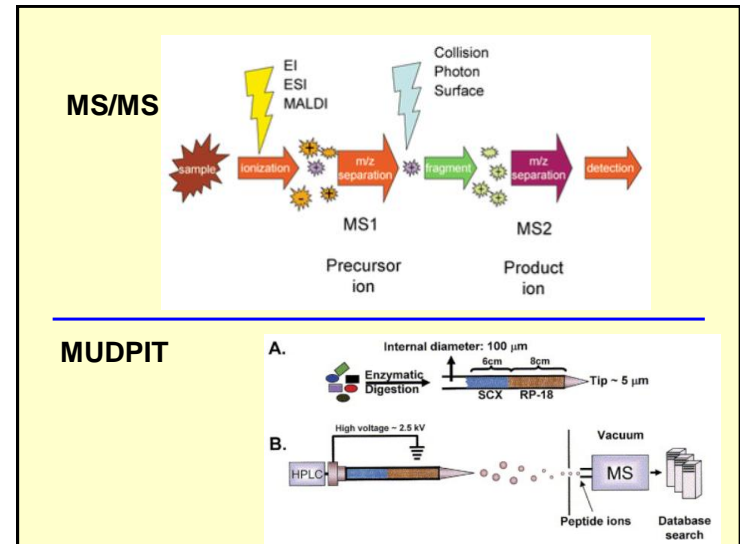 MS/MS
EI
ESI
MALDI
Collision
Photon
Surface
sample
ionization
m/z
separation
fragment
m/z
separation
detection
MS1
MS2
Precursor
ion
Product
ion
MUDPIT
A.
Internal diameter: 100 μm
6cm
8cm
Enzymatic
Digestion
Tip ~ 5 μm
SCX
RP-18
High voltage ~ 2.5 kV
B.
Vacuum
HPLC
MS
Peptide ions
Database
search